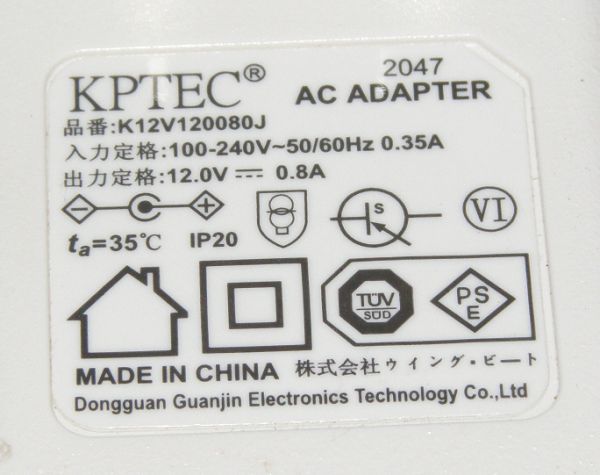 KPTEC® 2047
AC ADAPTER
品番:K12V120080J
入力定格:100-240V~50/60Hz 0.35A
出力定格:12.0V⎓ 0.8A
S VI
ta=35℃ IP20
TÜV
SÜD
PS
E
MADE IN CHINA 株式会社ウイング・ビート
Dongguan Guanjin Electronics Technology Co.,Ltd